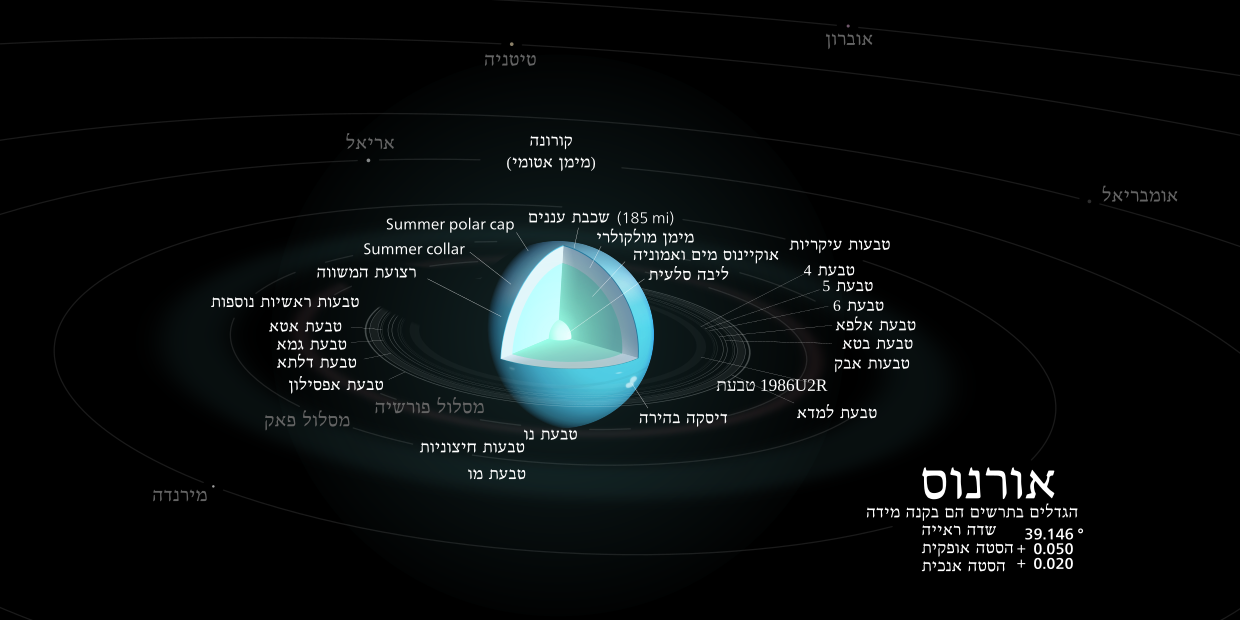 אוברון
טיטניה
אריאל
קורונה
(מימן אטומי)
אומבריאל
שכבת עננים (185 mi)
Summer polar cap
מימן מולקולרי
טבעות עיקריות
Summer collar
אוקיינוס מים ואמוניה
רצועת המשווה
ליבה סלעית
טבעת 4
טבעת 5
טבעות ראשיות נוספות
טבעת 6
טבעת אטא
טבעת אלפא
טבעת גמא
טבעת בטא
טבעת דלתא
טבעות אבק
טבעת אפסילון
טבעת 1986U2R
מסלול פורשיה
טבעת למדא
מסלול פאק
דיסקה בהירה
טבעת נו
טבעות חיצוניות
טבעת מו
מירנדה
אורנוס
הגדלים בתרשים הם בקנה מידה
שדה ראייה 39.146 °
הסטה אופקית + 0.050
הסטה אנכית + 0.020